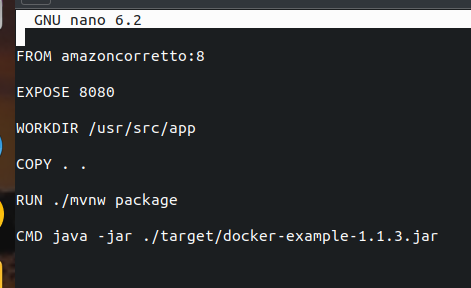 GNU nano 6.2
FROM amazoncorretto:8
EXPOSE 8080
WORKDIR /usr/src/app
COPY . .
RUN ./mvnw package
CMD java -jar ./target/docker-example-1.1.3.jar